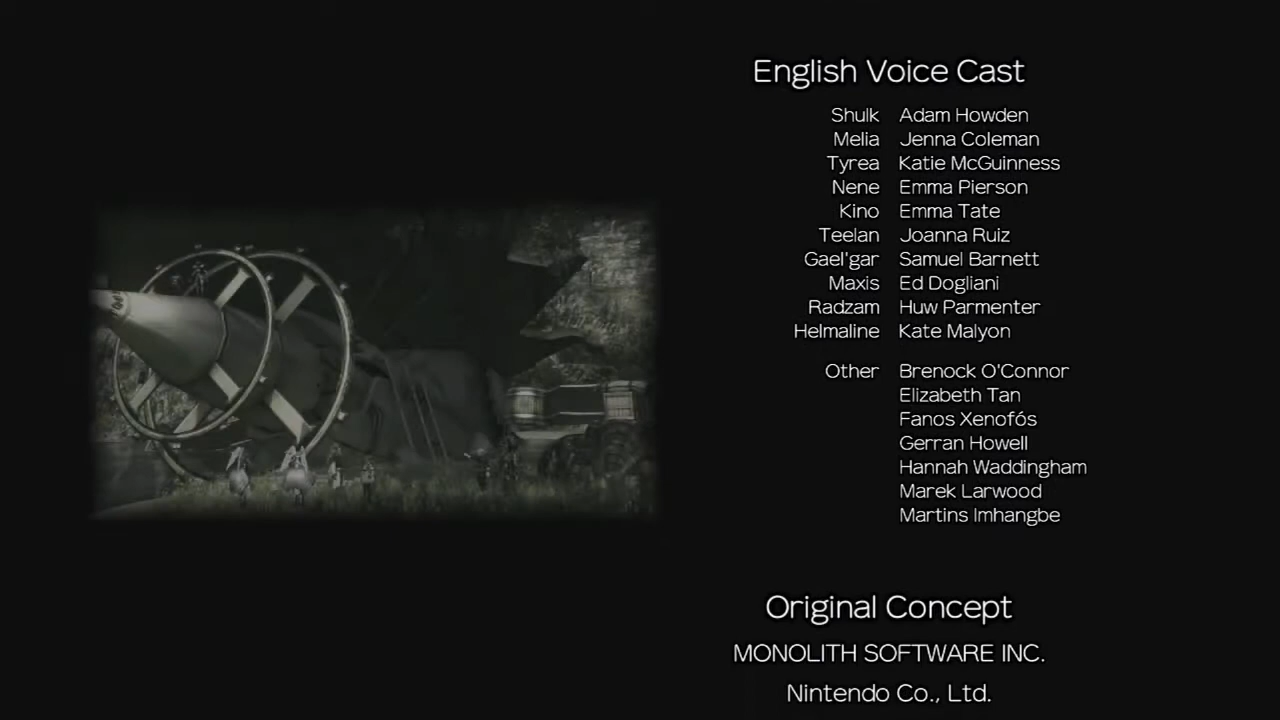 English Voice Cast
Shulk Adam Howden
Melia Jenna Coleman
Tyrea Katie McGuinness
Nene Emma Pierson
Kino Emma Tate
Teelan Joanna Ruiz
Gael'gar Samuel Barnett
Maxis Ed Dogliani
Radzam Huw Parmenter
Helmaline Kate Malyon
Other Brenock O'Connor
Elizabeth Tan
Fanos Xenofós
Gerran Howell
Hannah Waddingham
Marek Larwood
Martins Imhangbe
Original Concept
MONOLITH SOFTWARE INC.
Nintendo Co., Ltd.